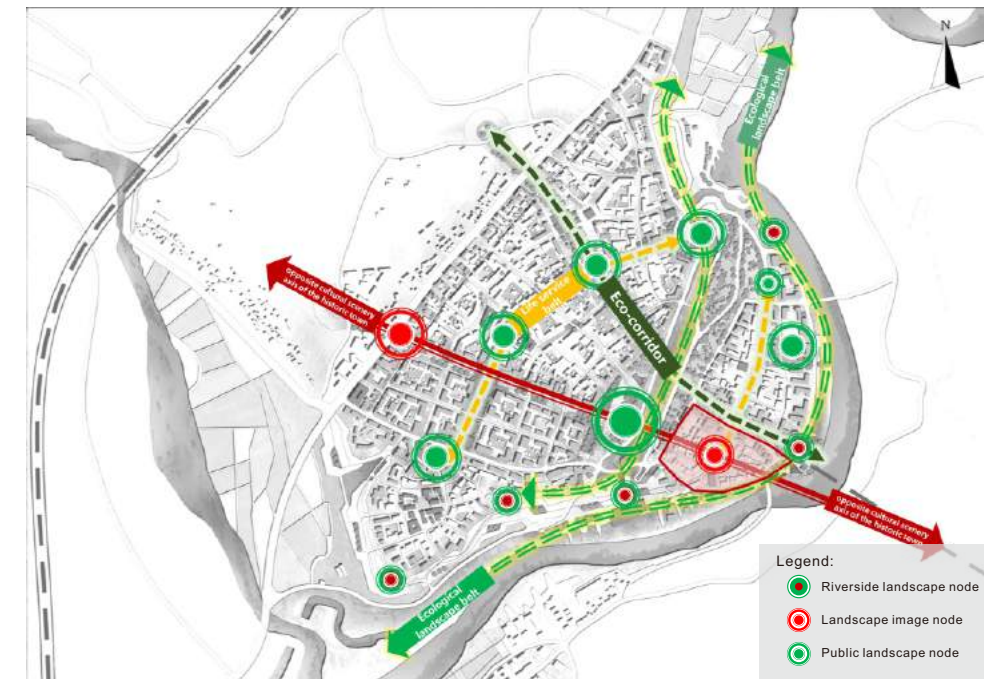 N
Ecological
landscape belt
opposite cultural scenery
axis of the historic town
Life service
belt
Eco-corridor
opposite cultural scenery
axis of the historic town
Ecological
landscape belt
Legend:
Riverside landscape node
Landscape image node
Public landscape node